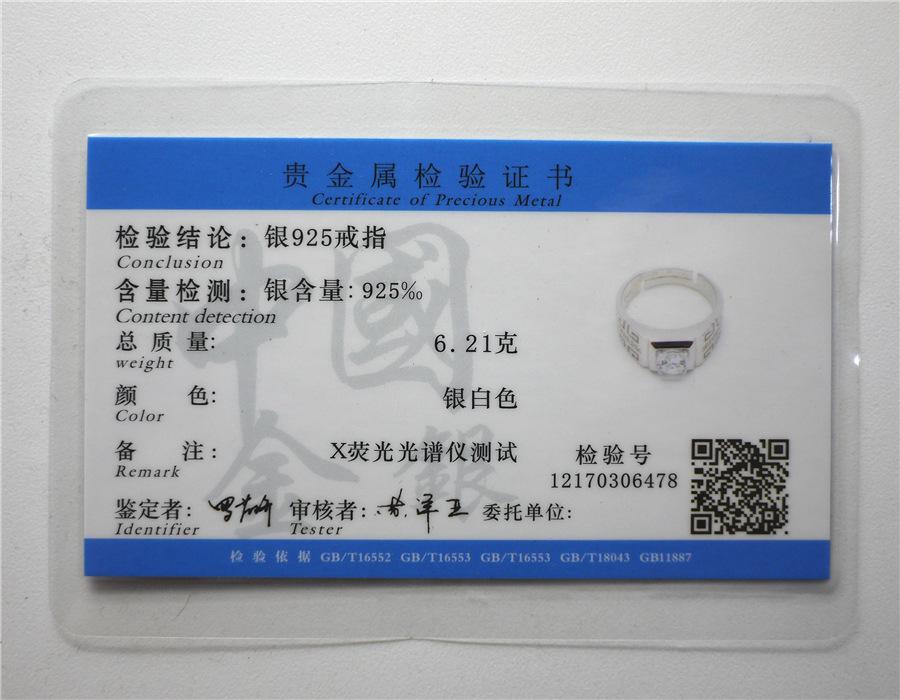 贵金属检验证书
Certificate of Precious Metal
检验结论：银925戒指
Conclusion
含量检测：银含量：925‰
Content detection
总质量：6.21克
weight
颜色：银白色
Color
备注：X荧光光谱仪测试
Remark
检验号
12170306478
鉴定者： 审核者： 委托单位：
Identifier Tester
检验依据 GB/T16552 GB/T16553 GB/T16553 GB/T18043 GB11887
中國
金銀